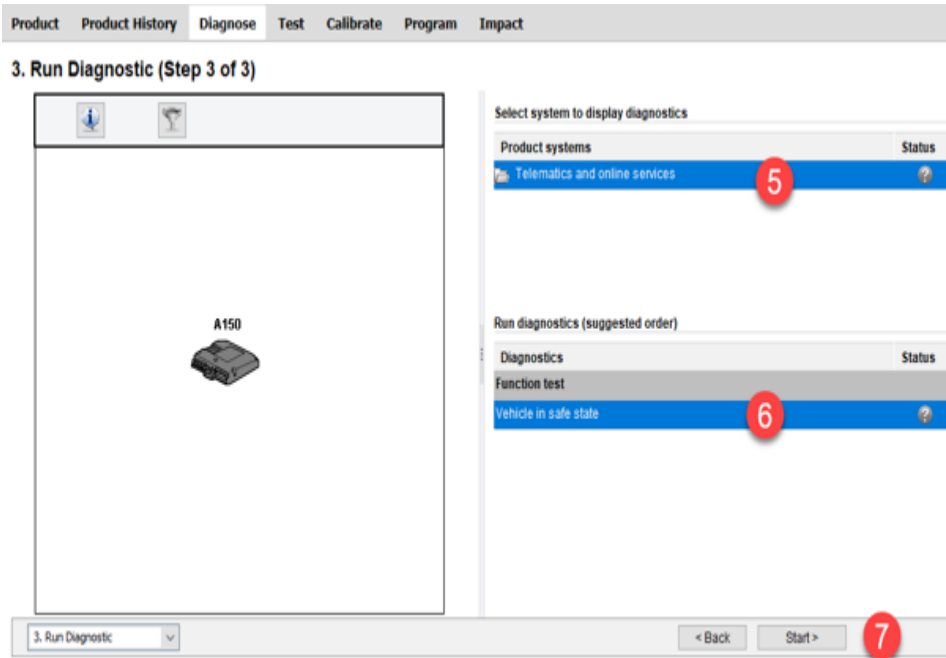 Product Product History Diagnose Test Calibrate Program Impact
3. Run Diagnostic (Step 3 of 3)
Select system to display diagnostics
Product systems Status
Telematics and online services 5 ?
A150
Run diagnostics (suggested order)
Diagnostics Status
Function test
Vehicle in safe state 6 ?
3. Run Diagnostic < Back Start > 7